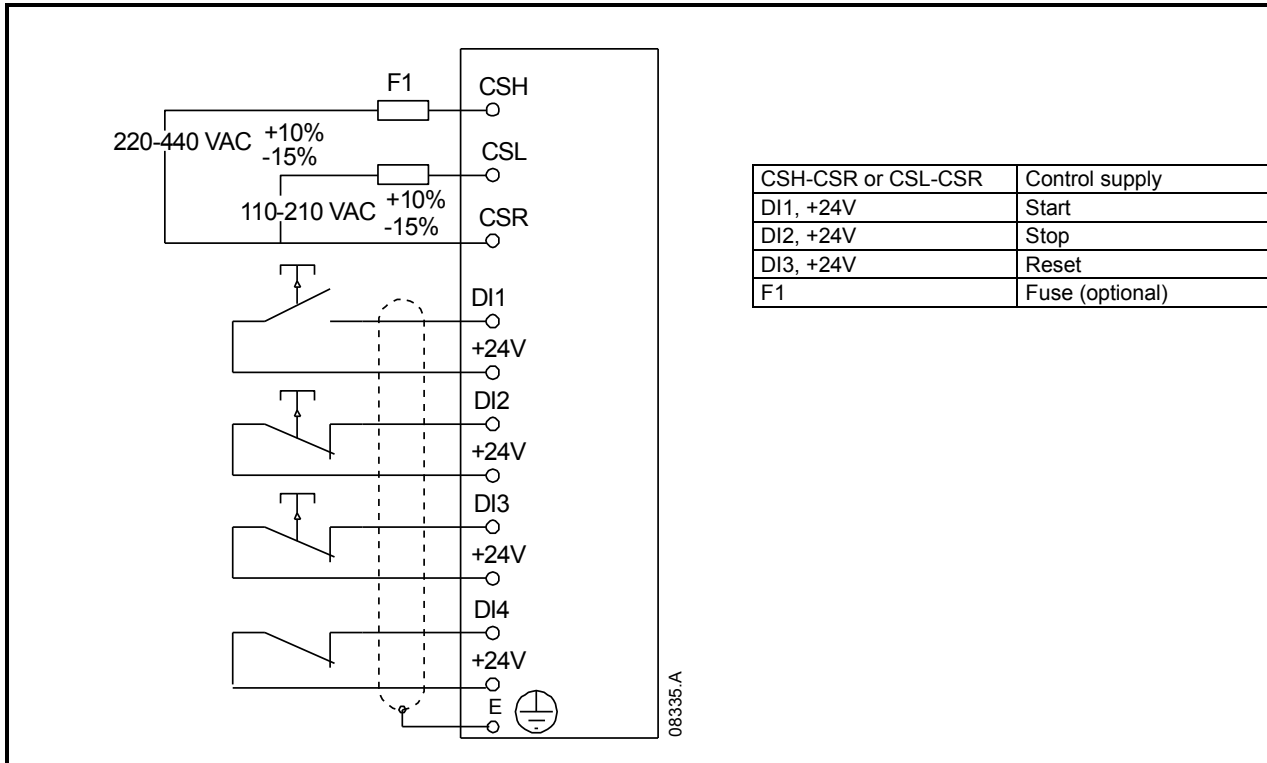 F1
CSH
220-440 VAC +10%
-15%
CSL
110-210 VAC +10%
-15%
CSR
DI1
+24V
DI2
+24V
DI3
+24V
DI4
+24V
E
08335.A
CSH-CSR or CSL-CSR Control supply
DI1, +24V Start
DI2, +24V Stop
DI3, +24V Reset
F1 Fuse (optional)